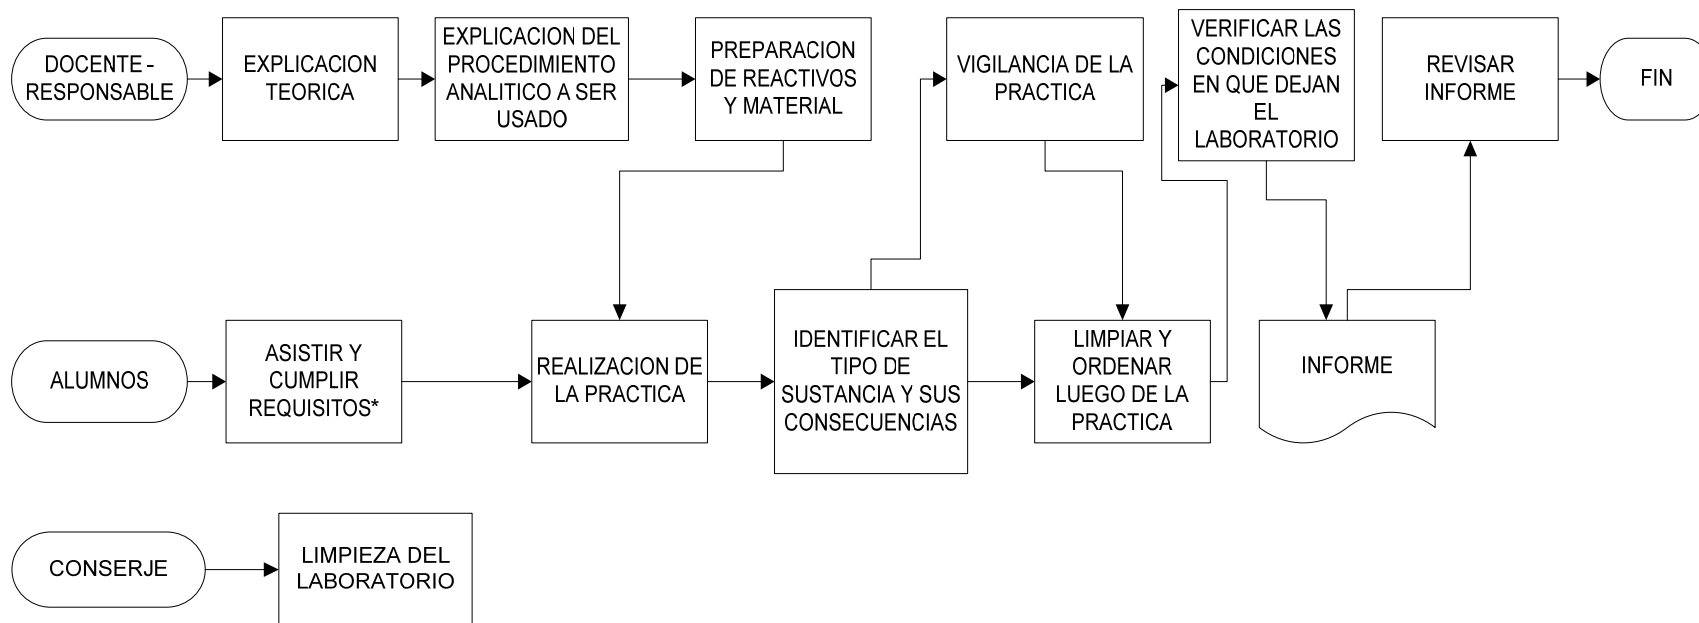 DOCENTE -
RESPONSABLE
EXPLICACION
TEORICA
EXPLICACION DEL
PROCEDIMIENTO
ANALITICO A SER
USADO
PREPARACION
DE REACTIVOS
Y MATERIAL
VIGILANCIA DE LA
PRACTICA
VERIFICAR LAS
CONDICIONES
EN QUE DEJAN
EL
LABORATORIO
REVISAR
INFORME
FIN
ALUMNOS
ASISTIR Y
CUMPLIR
REQUISITOS*
REALIZACION DE
LA PRACTICA
IDENTIFICAR EL
TIPO DE
SUSTANCIA Y SUS
CONSECUENCIAS
LIMPIAR Y
ORDENAR
LUEGO DE LA
PRACTICA
INFORME
CONSERJE
LIMPIEZA DEL
LABORATORIO